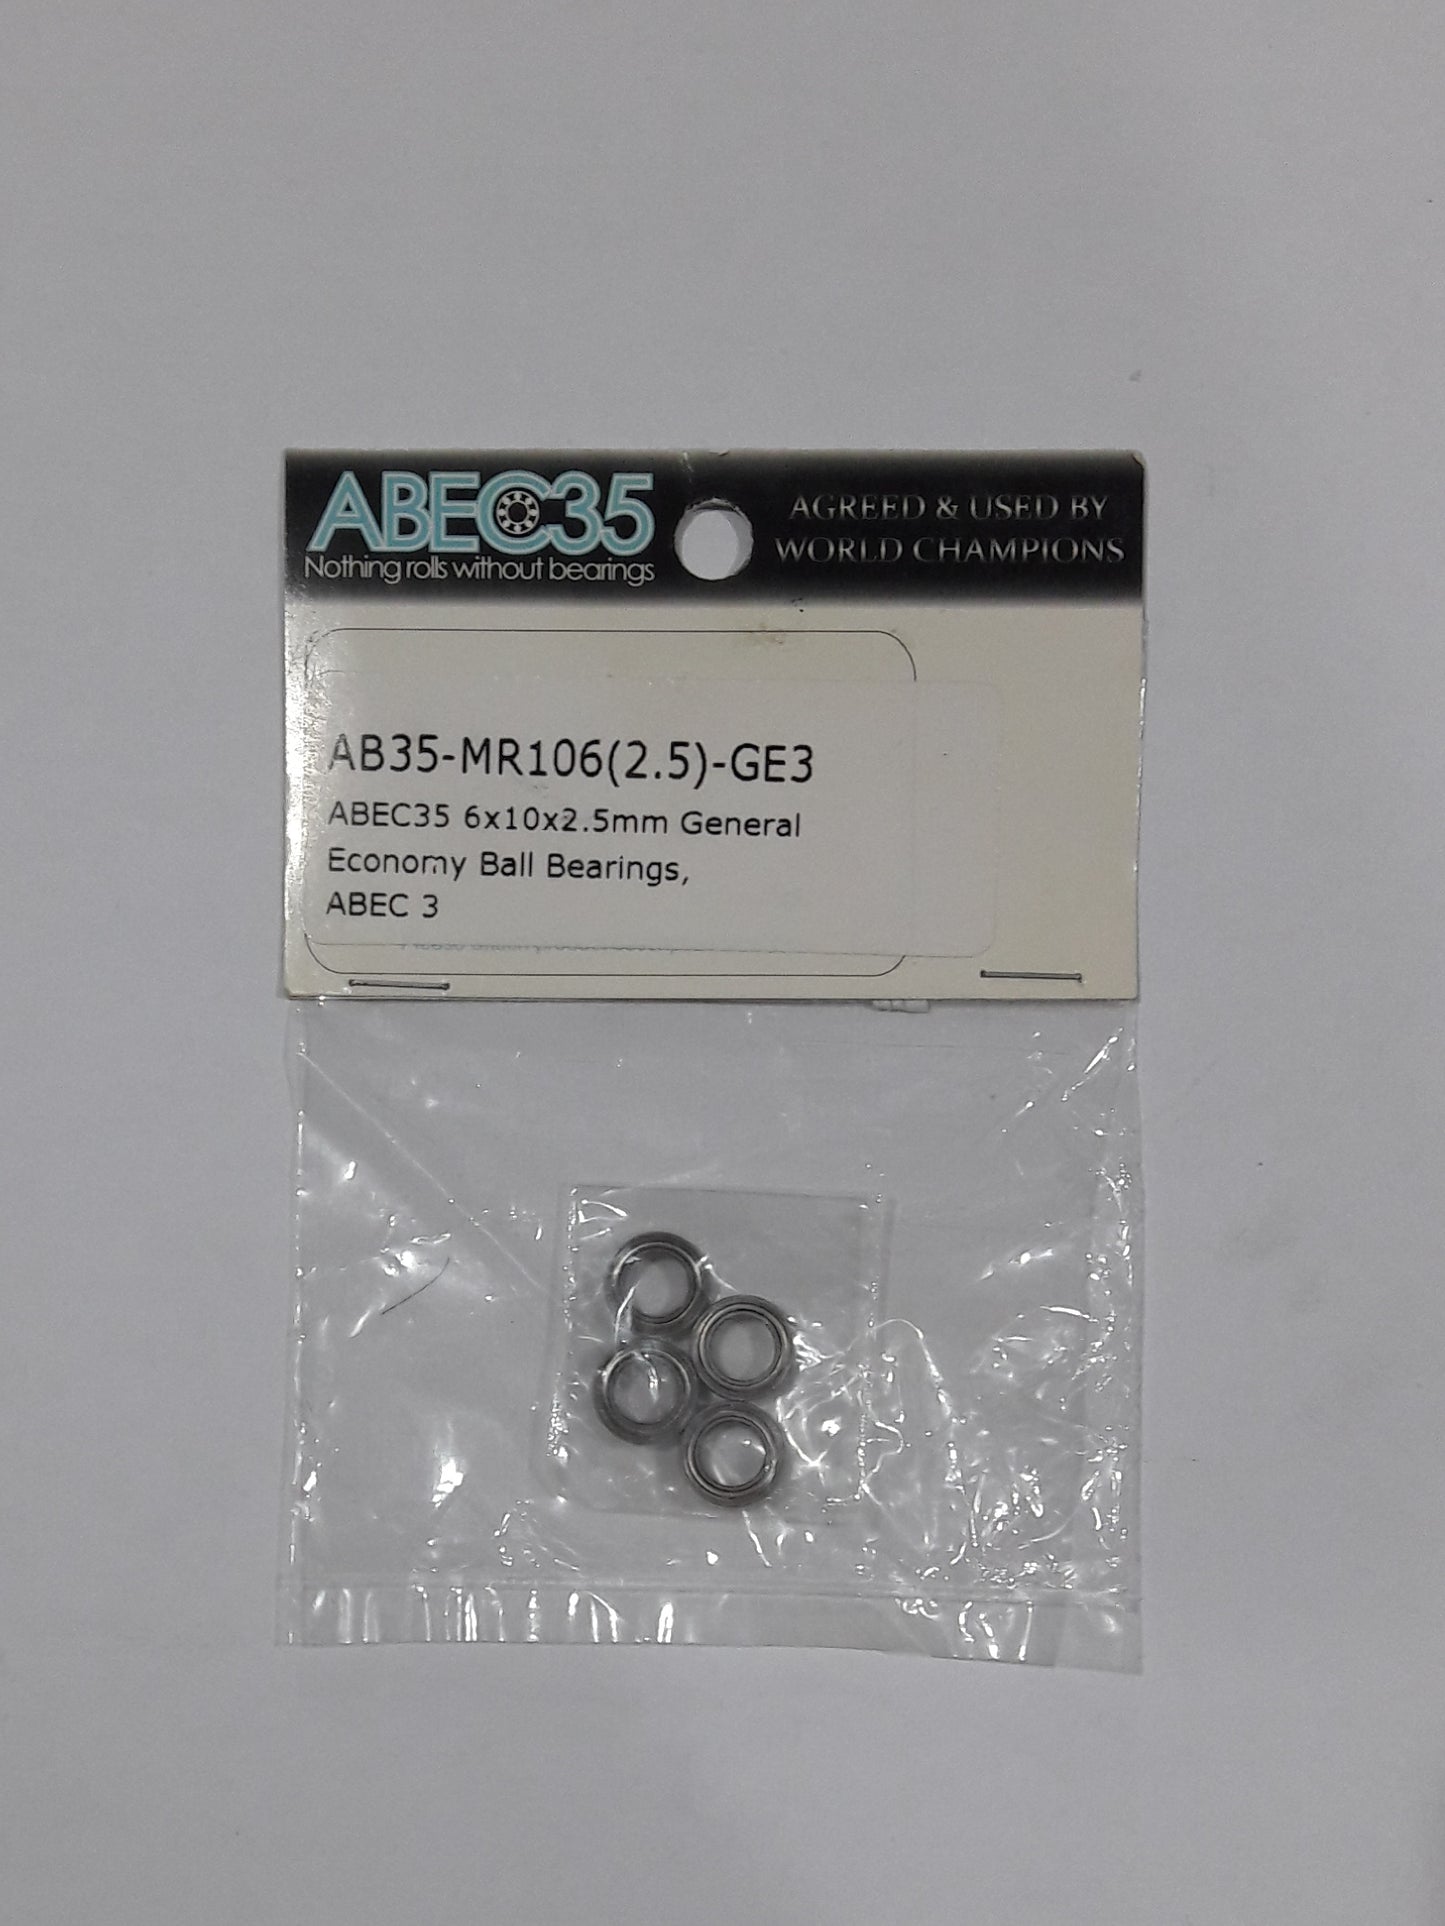 ABEC35
Nothing rolls without bearings
AGREED & USED BY
WORLD CHAMPIONS
AB35-MR106(2.5)-GE3
ABEC35 6x10x2.5mm General
Economy Ball Bearings,
ABEC 3